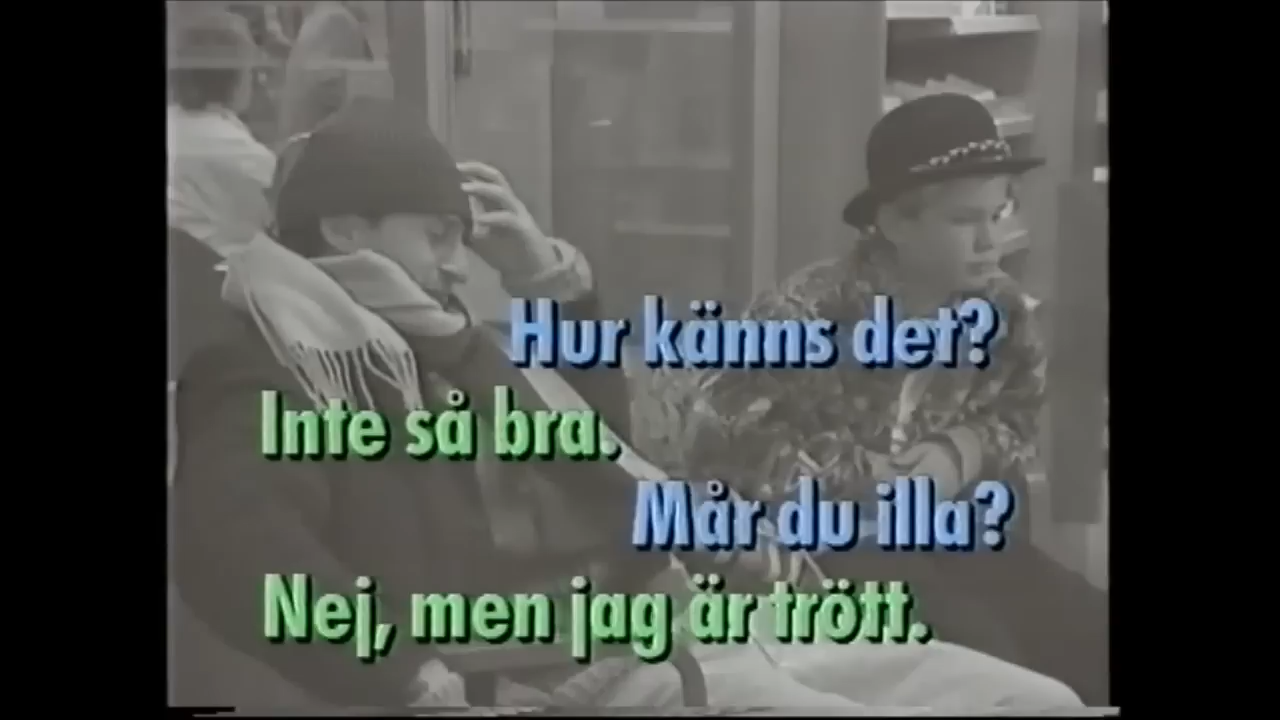 Hur känns det?
Inte så bra.
Mår du illa?
Nej, men jag är trött.